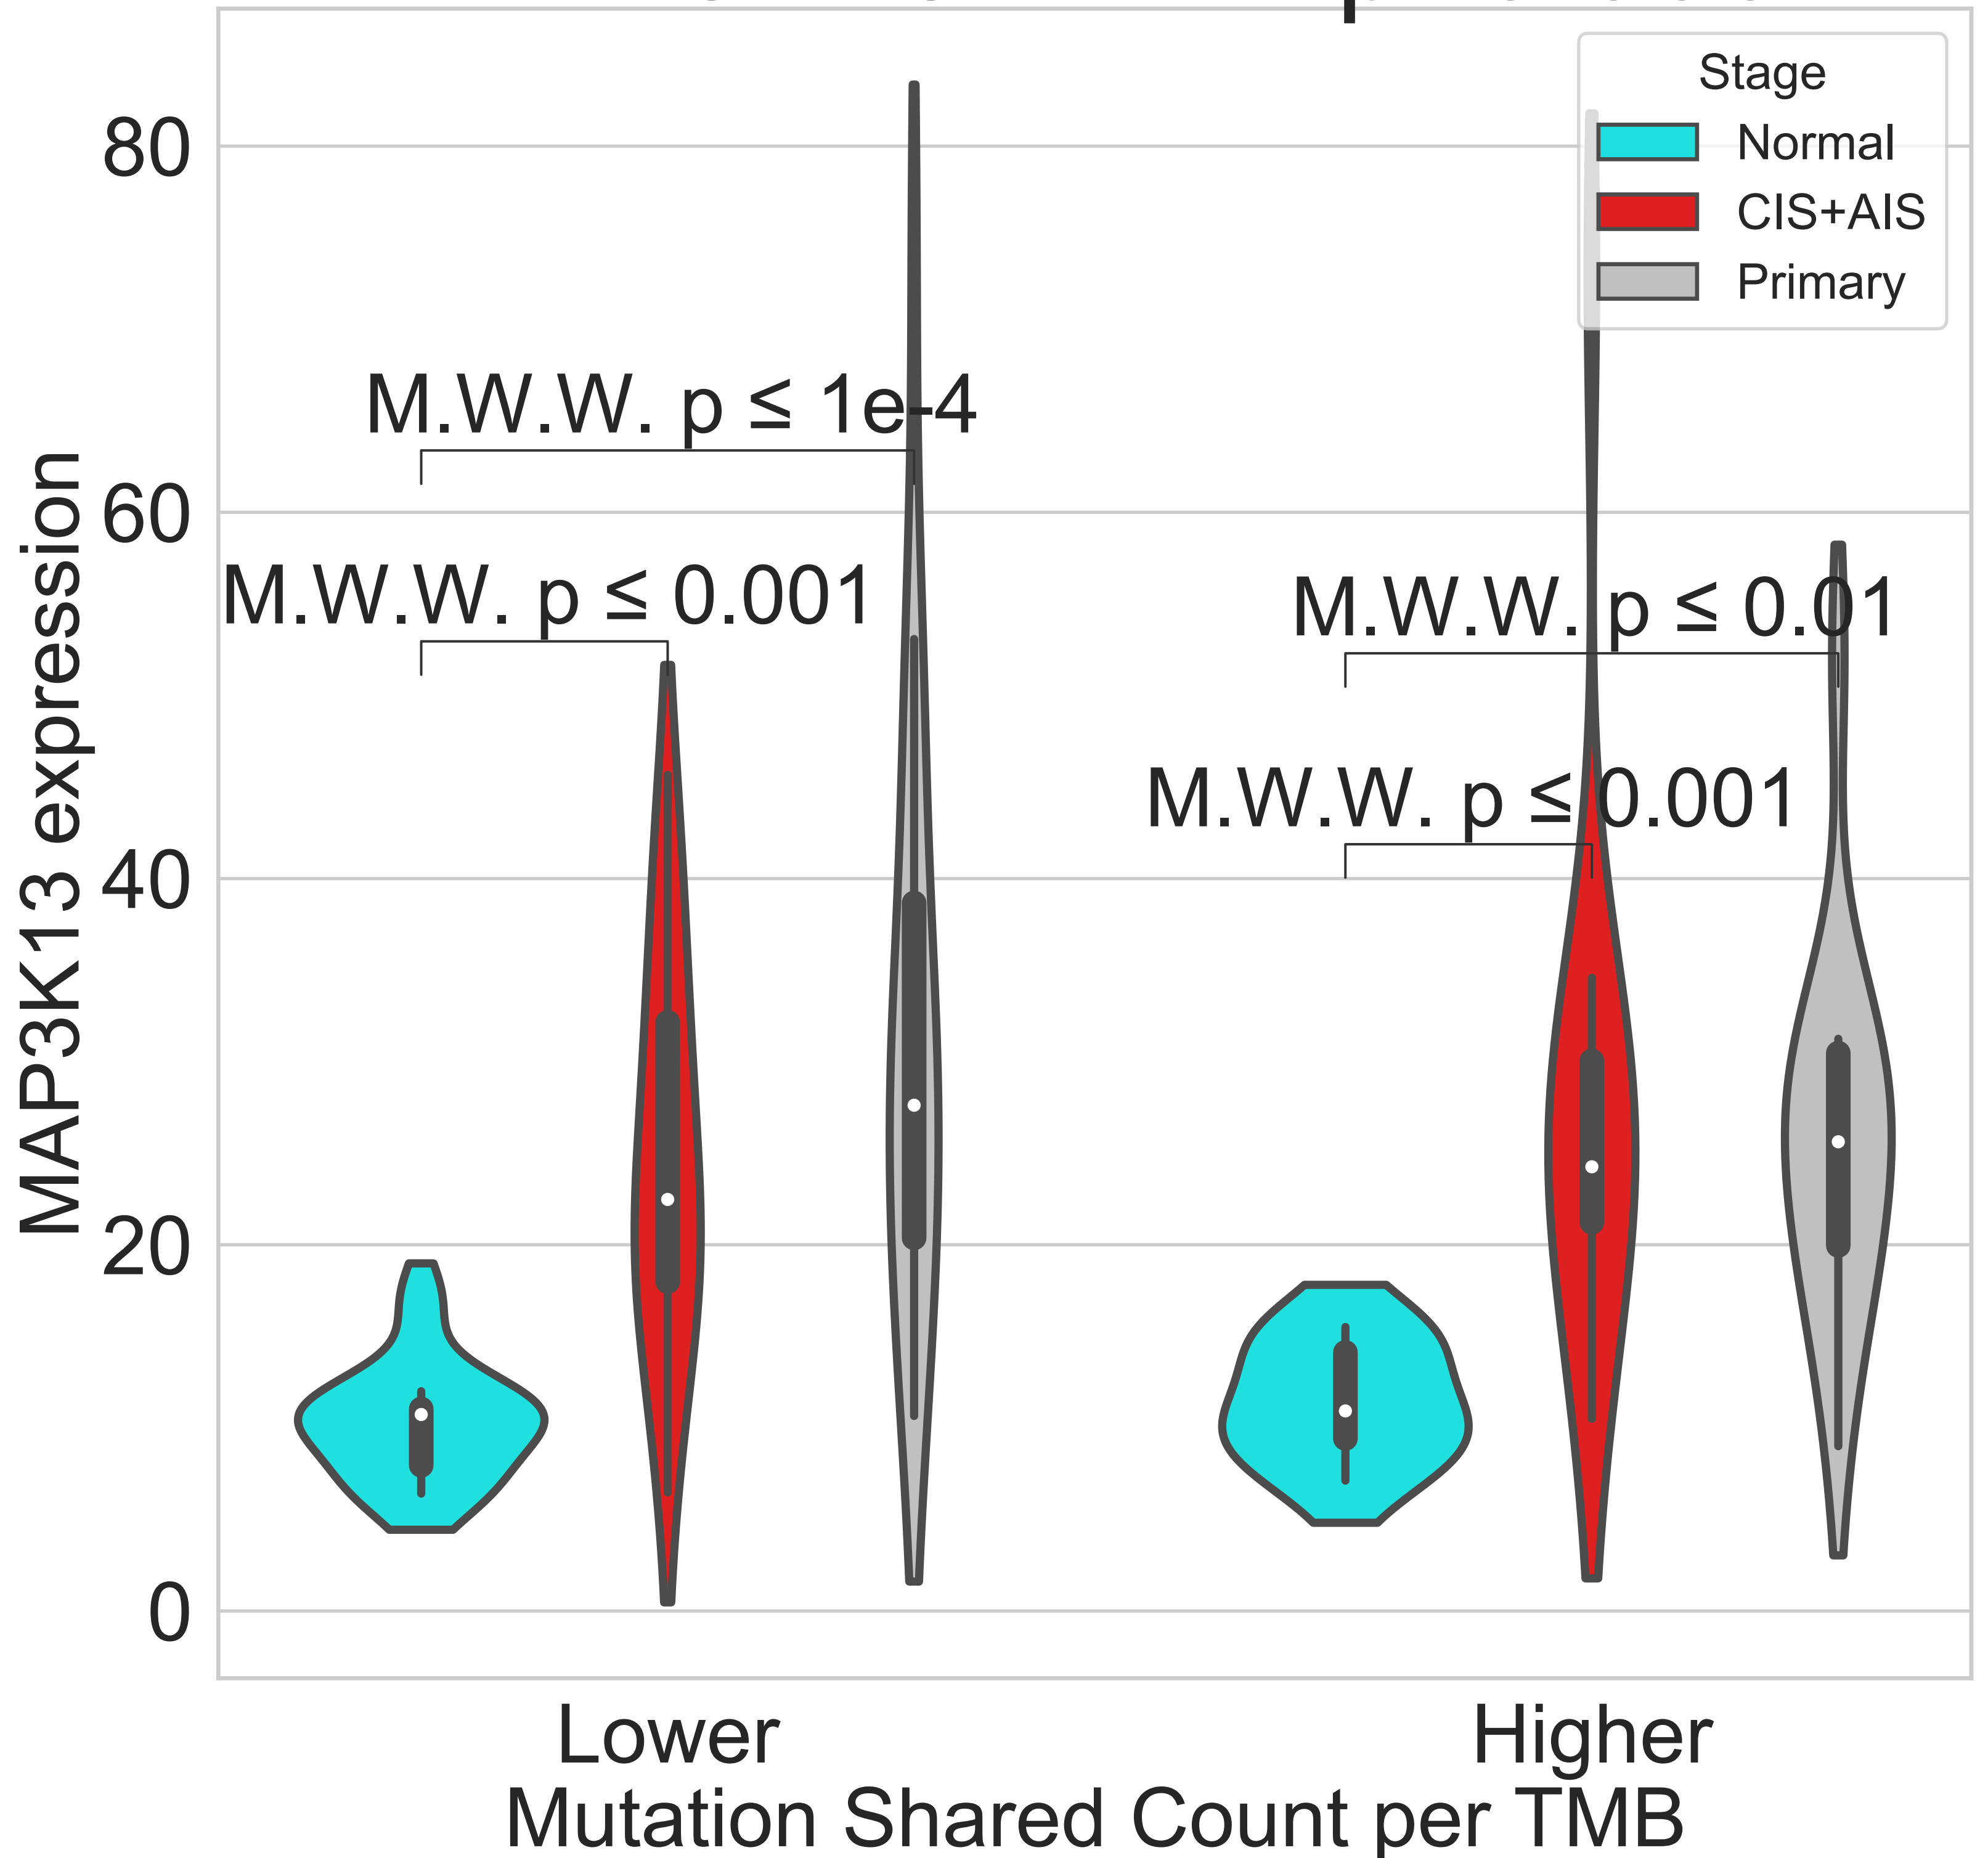 Stage
Normal
CIS+AIS
Primary
80
60
40
20
0
MAP3K13 expression
M.W.W. p ≤ 1e-4
M.W.W. p ≤ 0.001
M.W.W. p ≤ 0.01
M.W.W. p ≤ 0.001
Lower
Higher
Mutation Shared Count per TMB